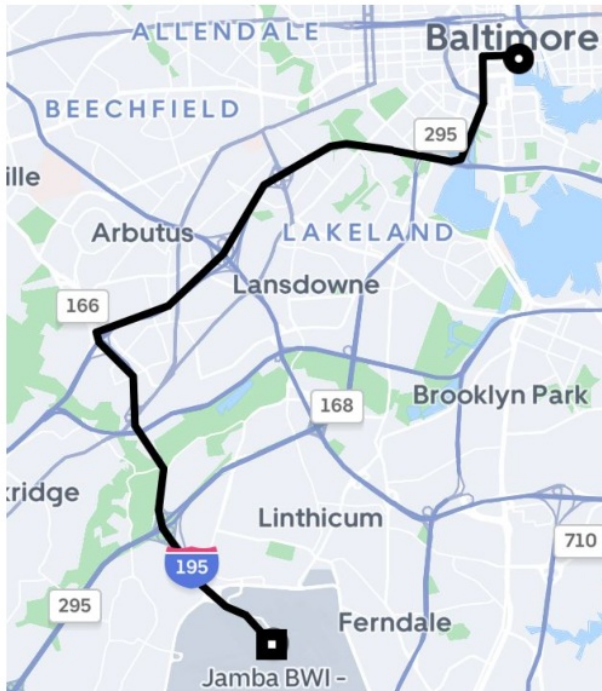 ALLENDALE
Baltimore
BEECHFIELD
295
ille
Arbutus
LAKELAND
Lansdowne
166
Brooklyn Park
168
kridge
Linthicum
710
195
295
Ferndale
Jamba BWI -